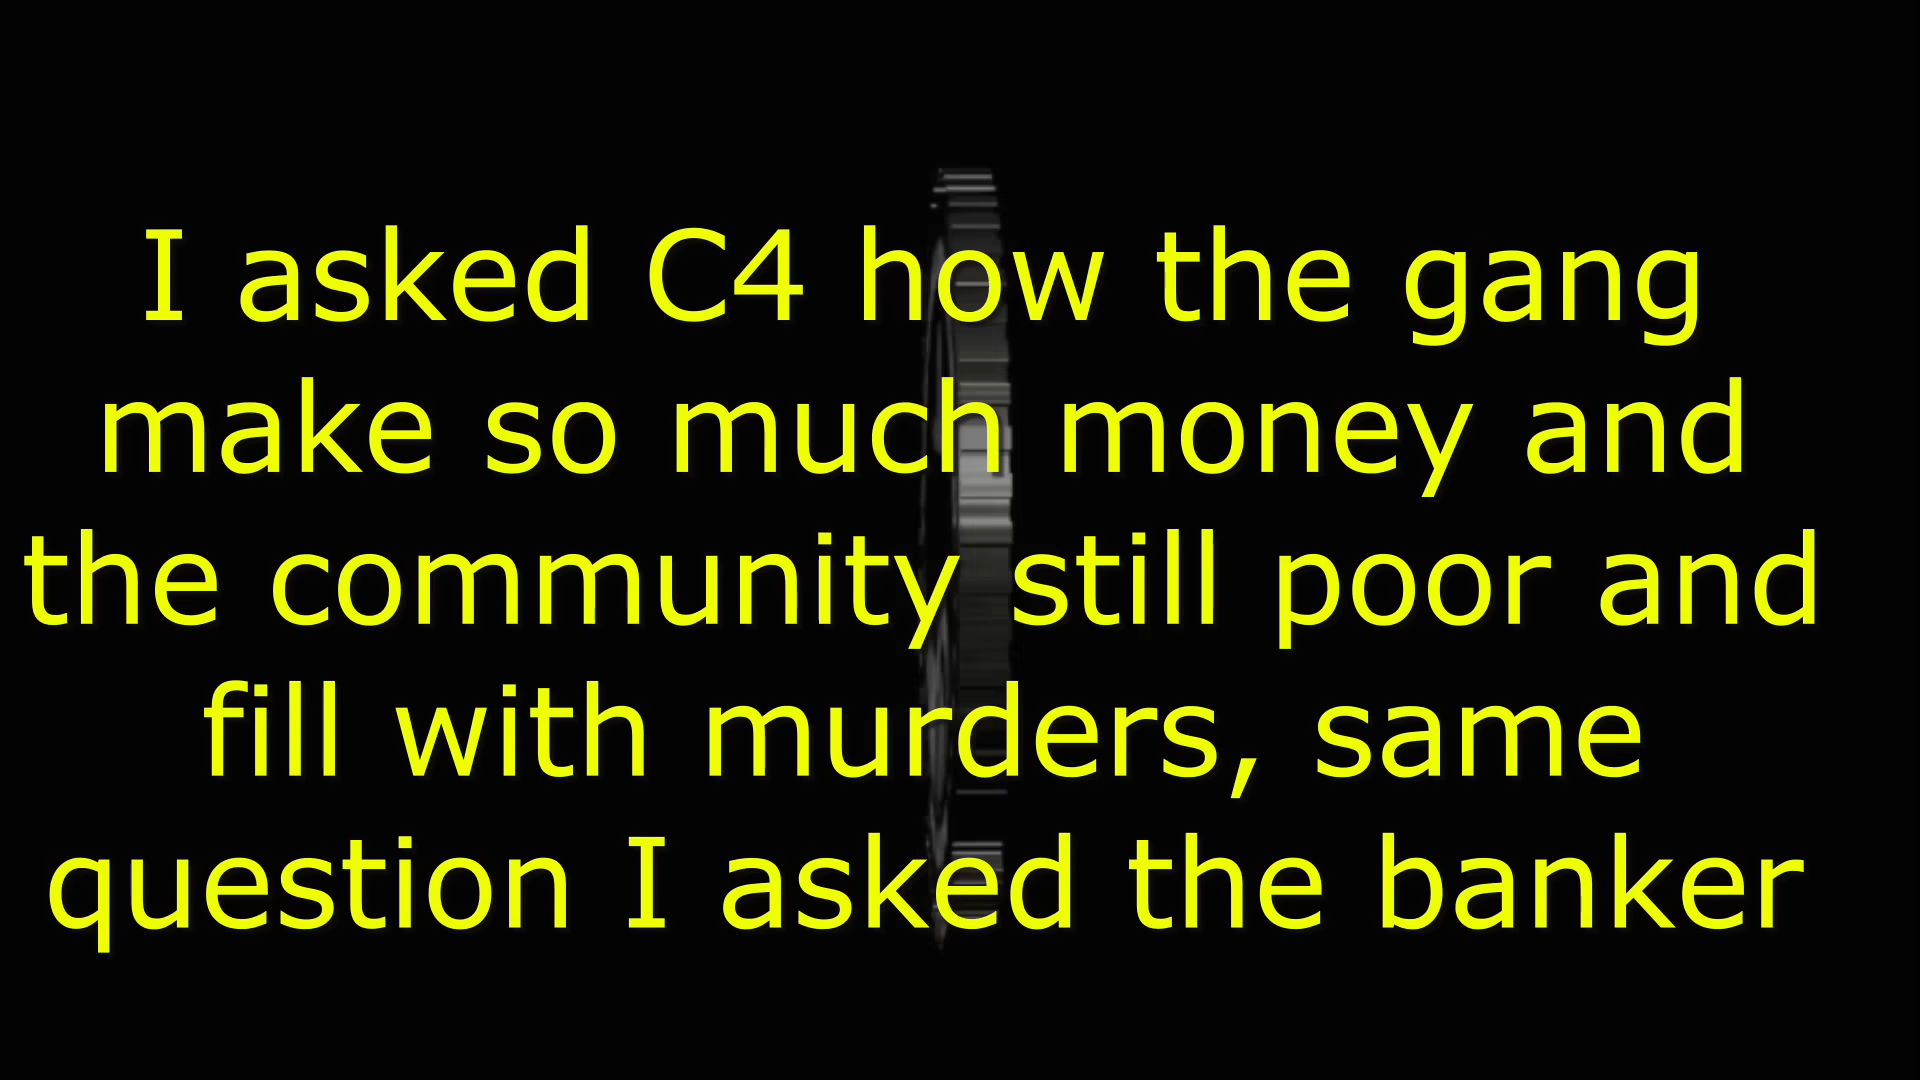 I asked C4 how the gang
make so much money and
the community still poor and
fill with murders, same
question I asked the banker